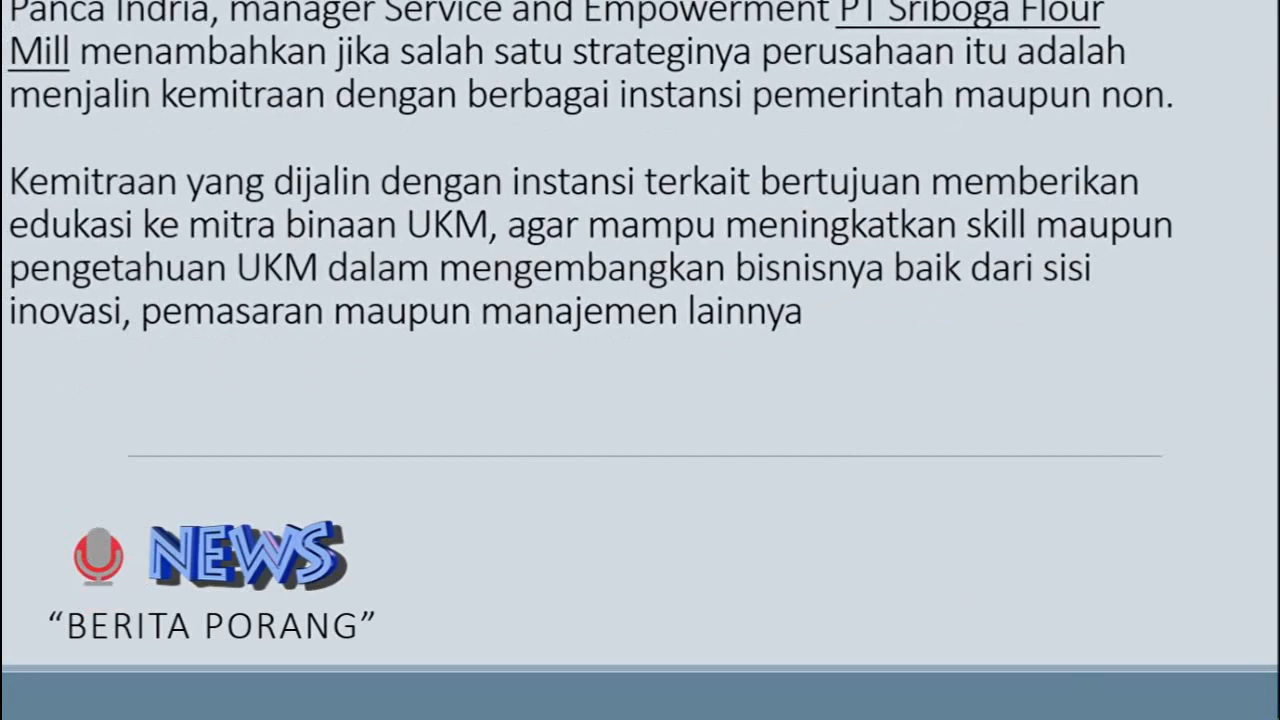 Panca Indria, manager Service and Empowerment PT Sriboga Flour
Mill menambahkan jika salah satu strateginya perusahaan itu adalah
menjalin kemitraan dengan berbagai instansi pemerintah maupun non.
Kemitraan yang dijalin dengan instansi terkait bertujuan memberikan
edukasi ke mitra binaan UKM, agar mampu meningkatkan skill maupun
pengetahuan UKM dalam mengembangkan bisnisnya baik dari sisi
inovasi, pemasaran maupun manajemen lainnya
NEWS
“BERITA PORANG”